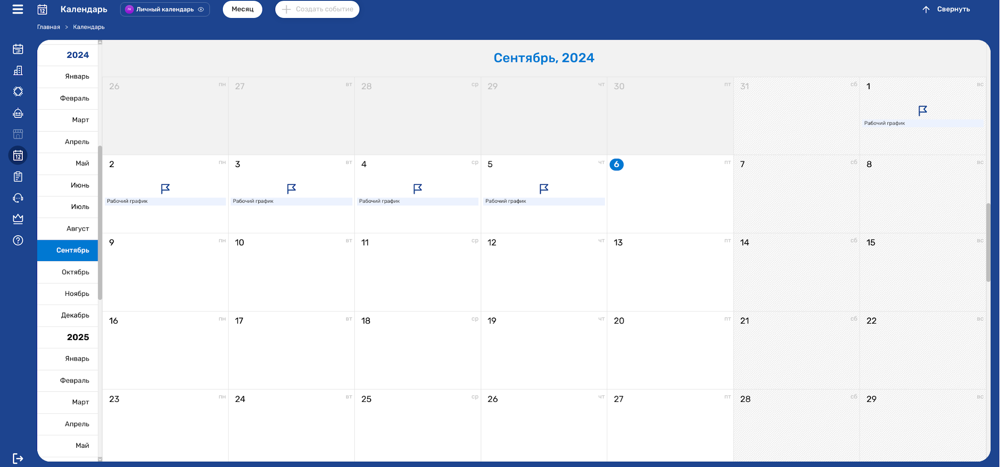 12
Календарь
ЛК Личный календарь
Месяц
Создать событие
Свернуть
Главная > Календарь
2024
Январь
Февраль
Март
Апрель
Май
Июнь
Июль
Август
Сентябрь
Октябрь
Ноябрь
Декабрь
2025
Январь
Февраль
Март
Апрель
Май
12
Сентябрь, 2024
26 пн 27 вт 28 ср 29 чт 30 пт 31 сб 1 вс
Рабочий график
2 пн 3 вт 4 ср 5 чт 6 пт 7 сб 8 вс
Рабочий график Рабочий график Рабочий график Рабочий график
9 пн 10 вт 11 ср 12 чт 13 пт 14 сб 15 вс
16 пн 17 вт 18 ср 19 чт 20 пт 21 сб 22 вс
23 пн 24 вт 25 ср 26 чт 27 пт 28 сб 29 вс